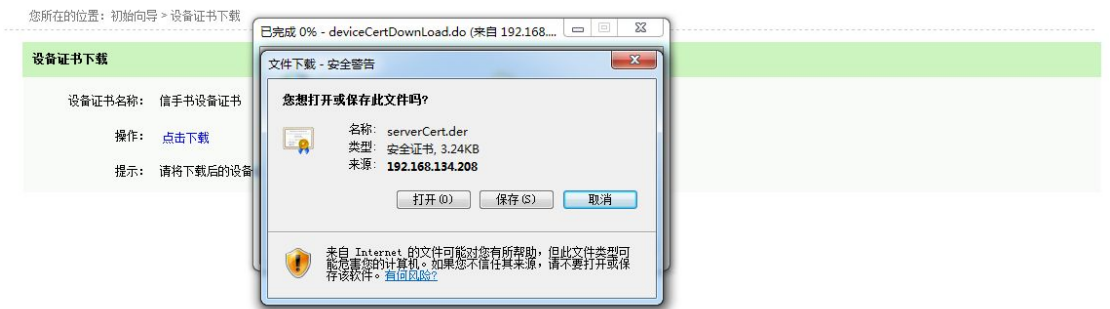 您所在的位置：初始向导 > 设备证书下载
已完成 0% - deviceCertDownLoad.do (来自 192.168....
设备证书下载
文件下载 - 安全警告
设备证书名称： 信手书设备证书
操作： 点击下载
提示： 请将下载后的设备
您想打开或保存此文件吗?
名称: serverCert.der
类型: 安全证书, 3.24KB
来源: 192.168.134.208
打开(O) 保存(S) 取消
来自 Internet 的文件可能对您有所帮助，但此文件类型可
能危害您的计算机。如果您不信任其来源，请不要打开或保
存该软件。有何风险?